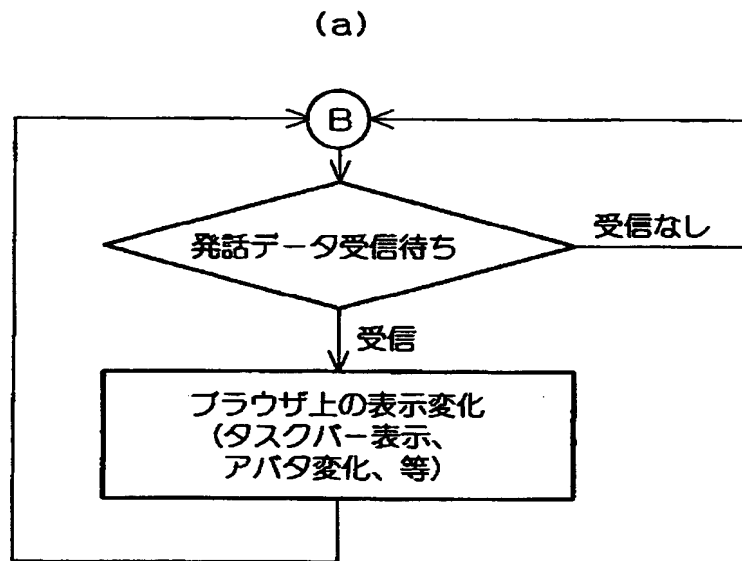 (a)
B
発話データ受信待ち
受信なし
受信
ブラウザ上の表示変化
(タスクバー表示、
アバタ変化、等)